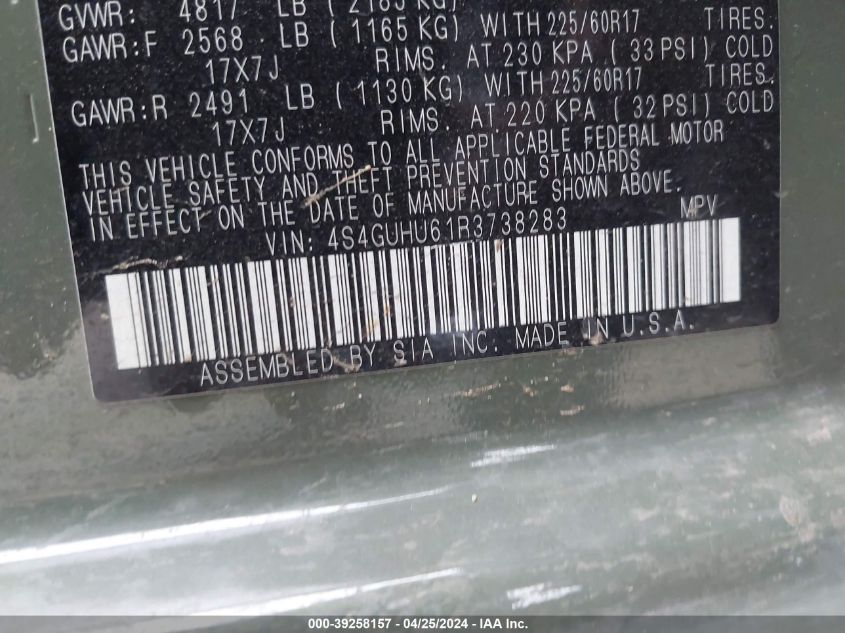 GVWR: 4817 LB (2185 KG)
GAWR:F 2568 LB (1165 KG) WITH 225/60R17 TIRES.
17X7J RIMS. AT 230 KPA (33 PSI) COLD
GAWR:R 2491 LB (1130 KG) WITH 225/60R17 TIRES.
17X7J RIMS. AT 220 KPA (32 PSI) COLD
THIS VEHICLE CONFORMS TO ALL APPLICABLE FEDERAL MOTOR
VEHICLE SAFETY AND THEFT PREVENTION STANDARDS
IN EFFECT ON THE DATE OF MANUFACTURE SHOWN ABOVE.
VIN: 4S4GUHU61R3738283 MPV
ASSEMBLED BY SIA INC. MADE IN U.S.A.
000-39258157 - 04/25/2024 - IAA Inc.